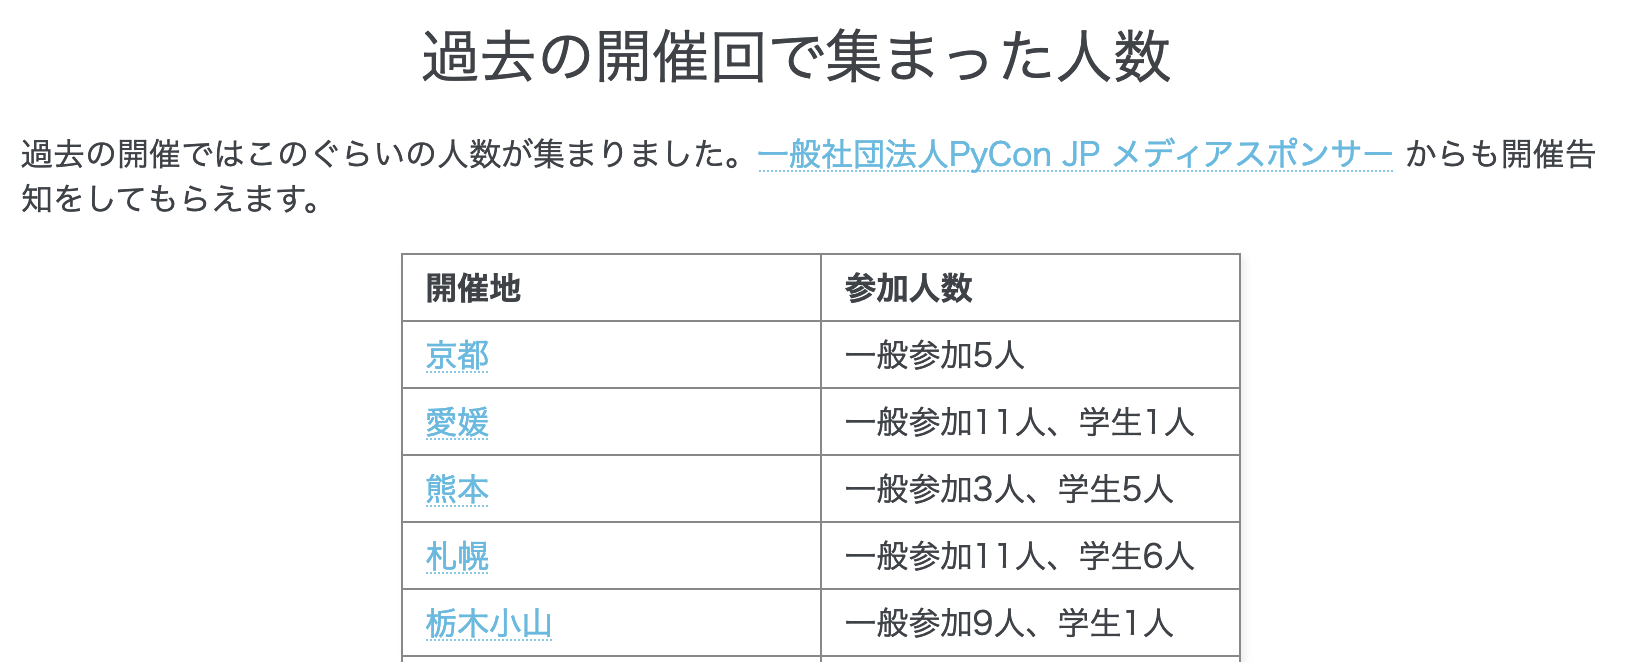 過去の開催回で集まった人数
過去の開催ではこのぐらいの人数が集まりました。一般社団法人PyCon JP メディアスポンサー からも開催告
知をしてもらえます。
開催地 参加人数
京都 一般参加5人
愛媛 一般参加11人、学生1人
熊本 一般参加3人、学生5人
札幌 一般参加11人、学生6人
栃木小山 一般参加9人、学生1人